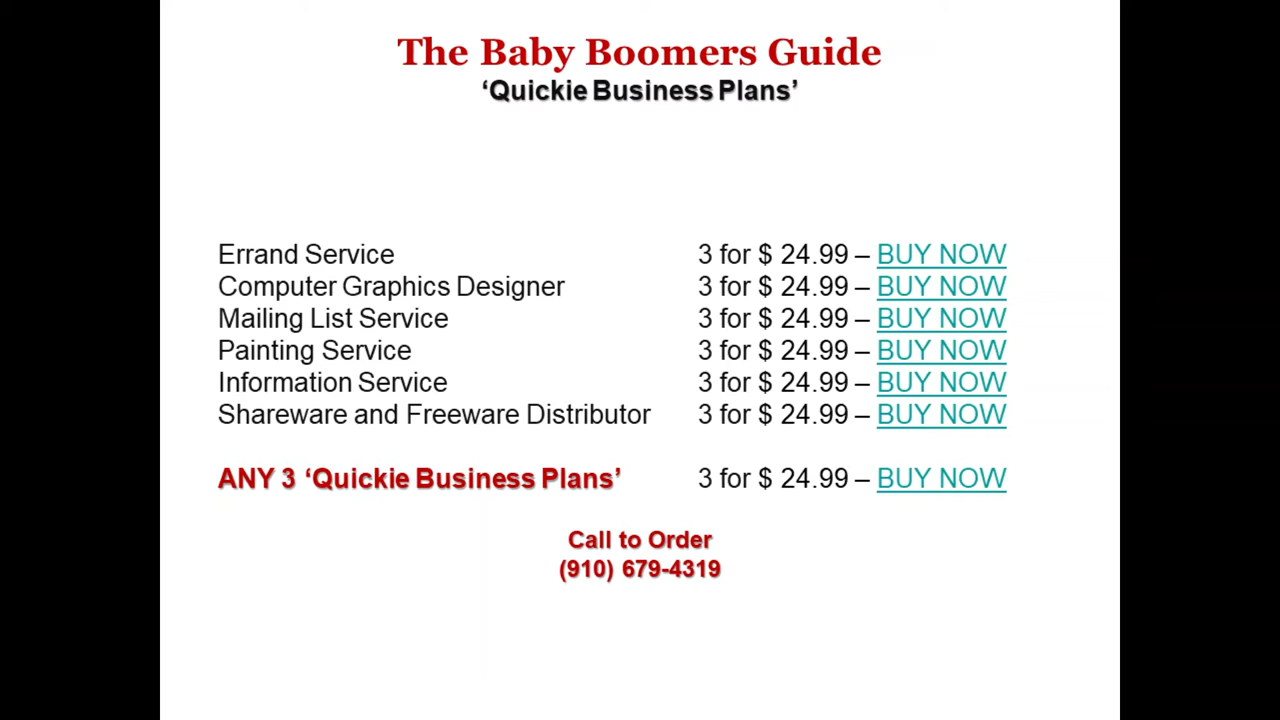 The Baby Boomers Guide
‘Quickie Business Plans’
Errand Service 3 for $ 24.99 – BUY NOW
Computer Graphics Designer 3 for $ 24.99 – BUY NOW
Mailing List Service 3 for $ 24.99 – BUY NOW
Painting Service 3 for $ 24.99 – BUY NOW
Information Service 3 for $ 24.99 – BUY NOW
Shareware and Freeware Distributor 3 for $ 24.99 – BUY NOW
ANY 3 ‘Quickie Business Plans’ 3 for $ 24.99 – BUY NOW
Call to Order
(910) 679-4319